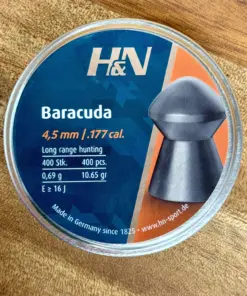 H&N
Baracuda
4,5 mm / .177 cal.
Long range hunting
400 Stk. 400 pcs.
0,69 g 10.65 gr
E ≥ 16 J
Made in Germany since 1825 • www.hn-sport.de